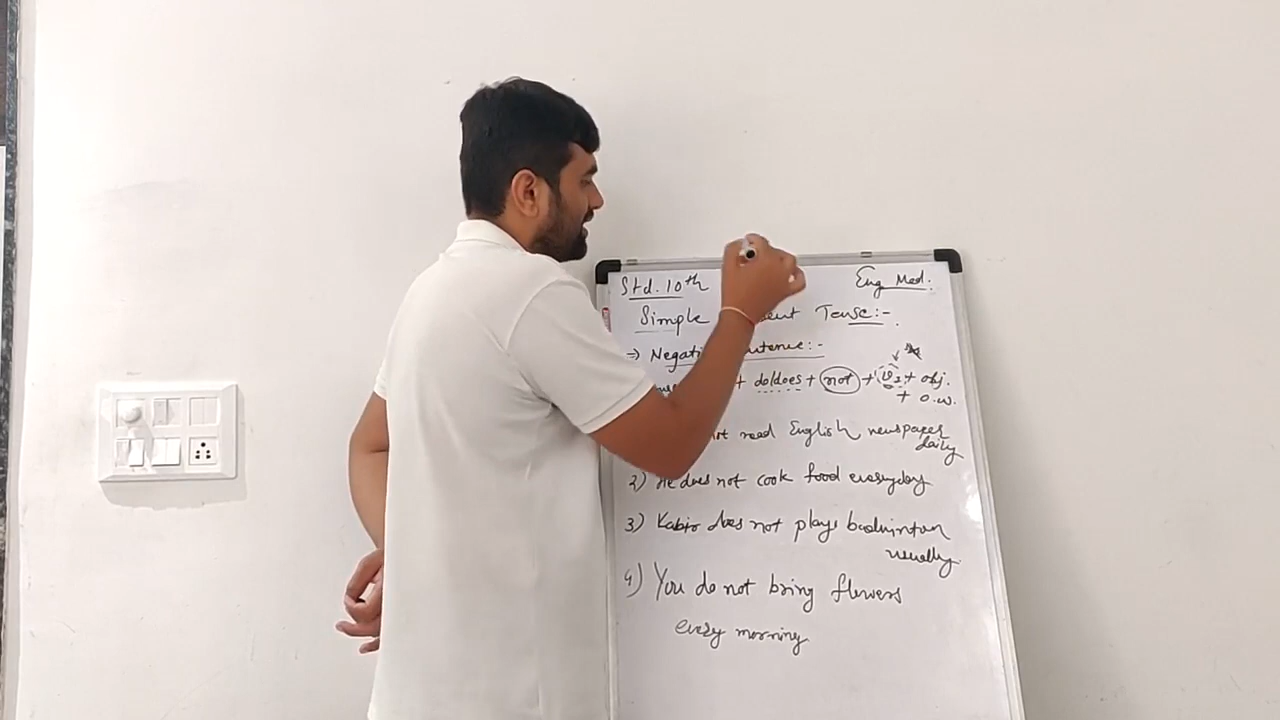 Std. 10th Eng Med:
Simple Tense:-
=> Negati :-
+ do/does + not + + obj.
+ o.w.
not read English newspaper
daily
2) He does not cook food everyday
3) Kabir does not plays badminton
usually.
4) You do not bring flowers
every morning.